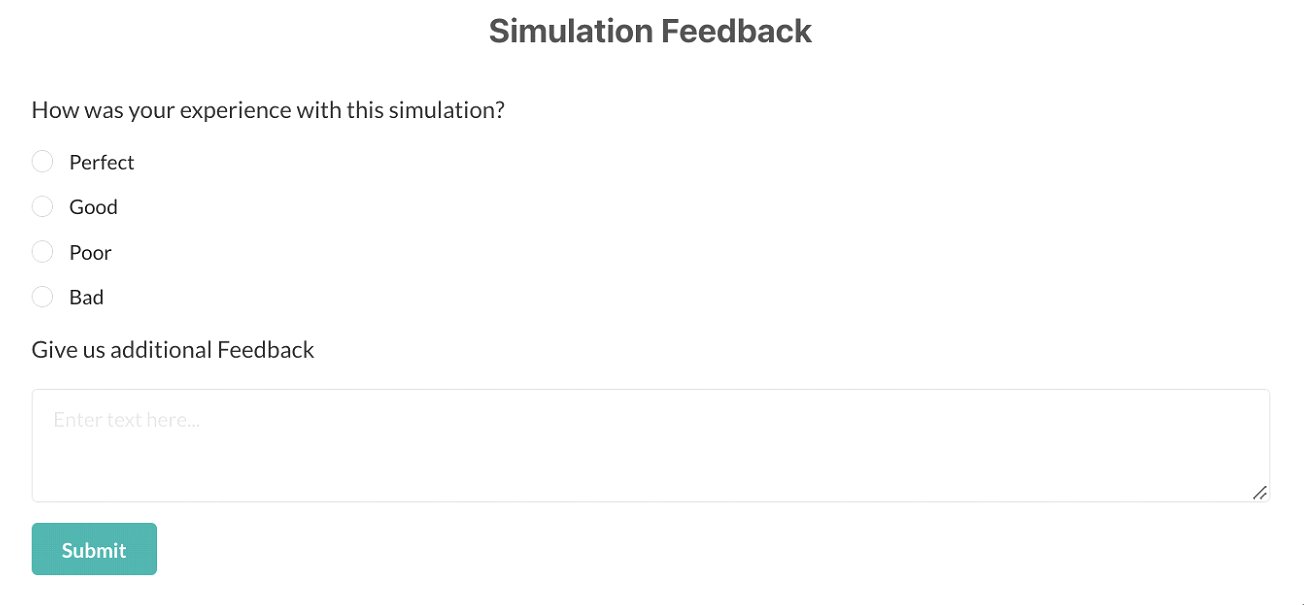 Simulation Feedback
How was your experience with this simulation?
Perfect
Good
Poor
Bad
Give us additional Feedback
Enter text here...
Submit